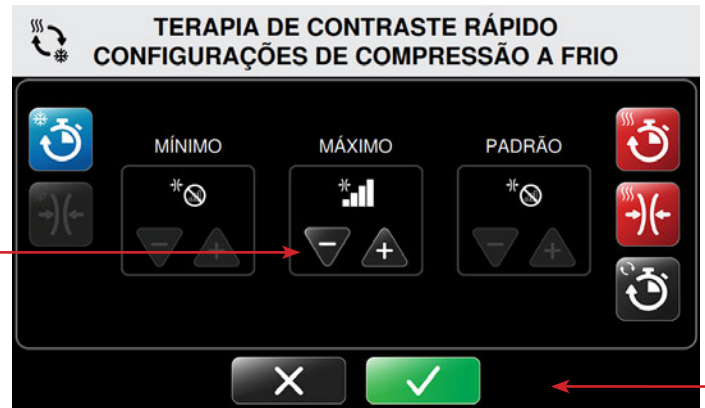 TERAPIA DE CONTRASTE RÁPIDO
CONFIGURAÇÕES DE COMPRESSÃO A FRIO
MÍNIMO MÁXIMO PADRÃO